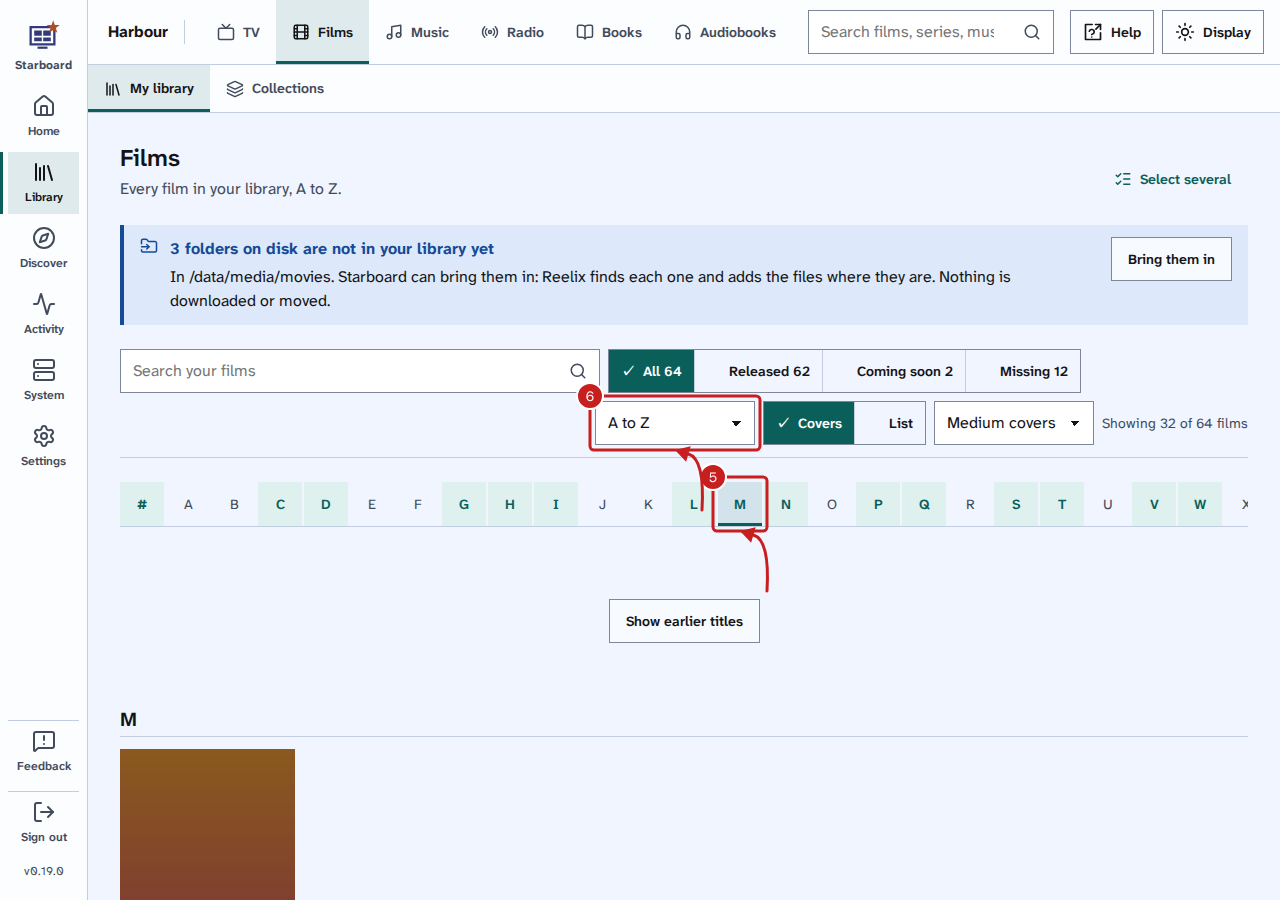 Starboard
Home
Library
Discover
Activity
System
Settings
Feedback
Sign out
v0.19.0
Harbour
TV
Films
Music
Radio
Books
Audiobooks
Search films, series, mus
Help
Display
My library
Collections
Films
Every film in your library, A to Z.
Select several
3 folders on disk are not in your library yet
In /data/media/movies. Starboard can bring them in: Reelix finds each one and adds the files where they are. Nothing is
downloaded or moved.
Bring them in
Search your films
✓ All 64
Released 62
Coming soon 2
Missing 12
6
A to Z
✓ Covers
List
Medium covers
Showing 32 of 64 films
5
# A B C D E F G H I J K L M N O P Q R S T U V W X
Show earlier titles
M